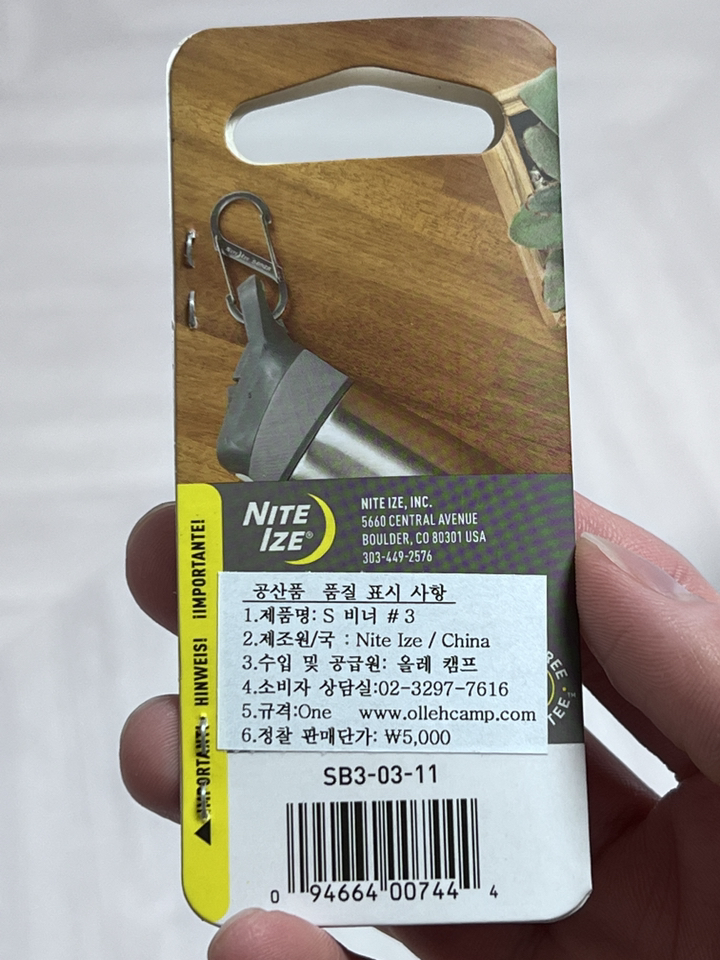 NITE
IZE®
NITE IZE, INC.
5660 CENTRAL AVENUE
BOULDER, CO 80301 USA
303-449-2576
¡IMPORTANTE!
HINWEIS!
공산품 품질 표시 사항
1.제품명: S 비너 #3
2.제조원/국 : Nite Ize / China
3.수입 및 공급원: 올레 캠프
4.소비자 상담실:02-3297-7616
5.규격:One www.ollehcamp.com
6.정찰 판매단가: ₩5,000
SB3-03-11
0 94664 00744 4